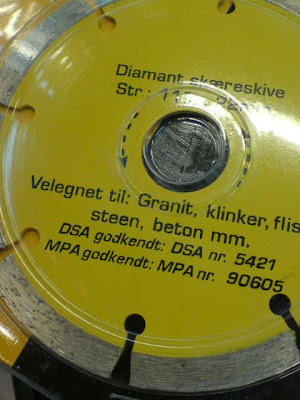 Diamant skæreskive
Str.:
Velegnet til: Granit, klinker, flis
steen, beton mm.
DSA godkendt: DSA nr. 5421
MPA godkendt: MPA nr. 90605